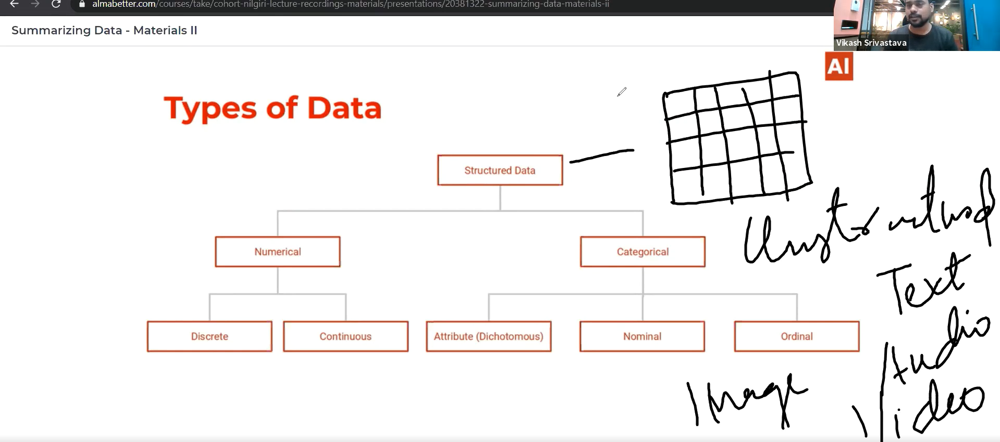 almabetter.com/courses/take/cohort-nilgiri-lecture-recordings-materials/presentations/20381322-summarizing-data-materials-ii
Summarizing Data - Materials II
Vikash Srivastava
AI
Types of Data
Structured Data
Numerical
Categorical
Unstructured
Text
Discrete
Continuous
Attribute (Dichotomous)
Nominal
Ordinal
Audio
Image
Video